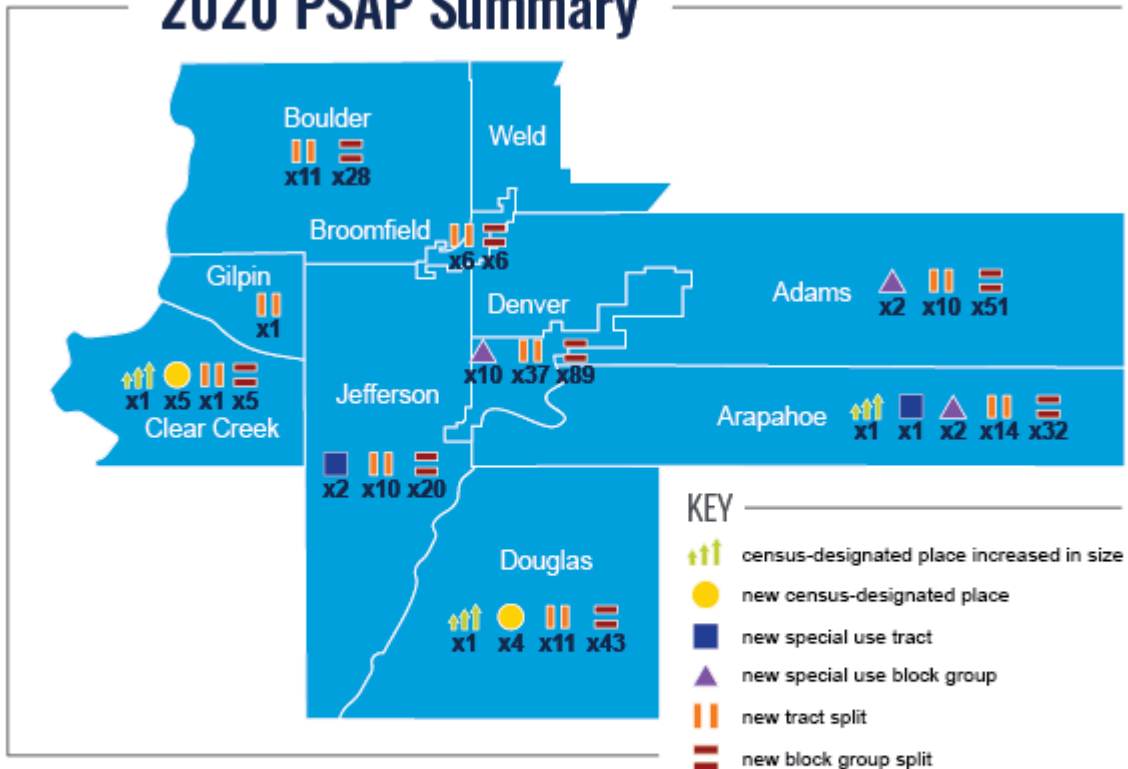 2020 PSAP Summary
Boulder
x11 x28
Weld
Broomfield
x6 x6
Gilpin
x1
Denver
x10 x37 x89
Adams
x2 x10 x51
x1 x5 x1 x5
Clear Creek
Jefferson
x2 x10 x20
Arapahoe
x1 x1 x2 x14 x32
Douglas
x1 x4 x11 x43
KEY
census-designated place increased in size
new census-designated place
new special use tract
new special use block group
new tract split
new block group split